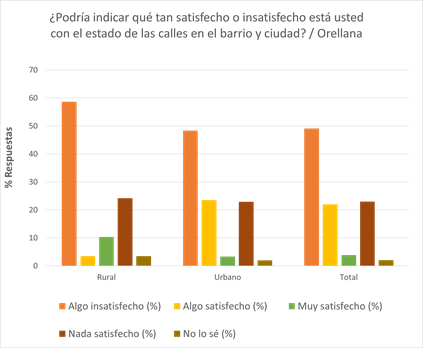 ¿Podría indicar qué tan satisfecho o insatisfecho está usted
con el estado de las calles en el barrio y ciudad? / Orellana
70
60
50
40
30
20
10
0
% Respuestas
Rural
Urbano
Total
Algo insatisfecho (%)
Algo satisfecho (%)
Muy satisfecho (%)
Nada satisfecho (%)
No lo sé (%)